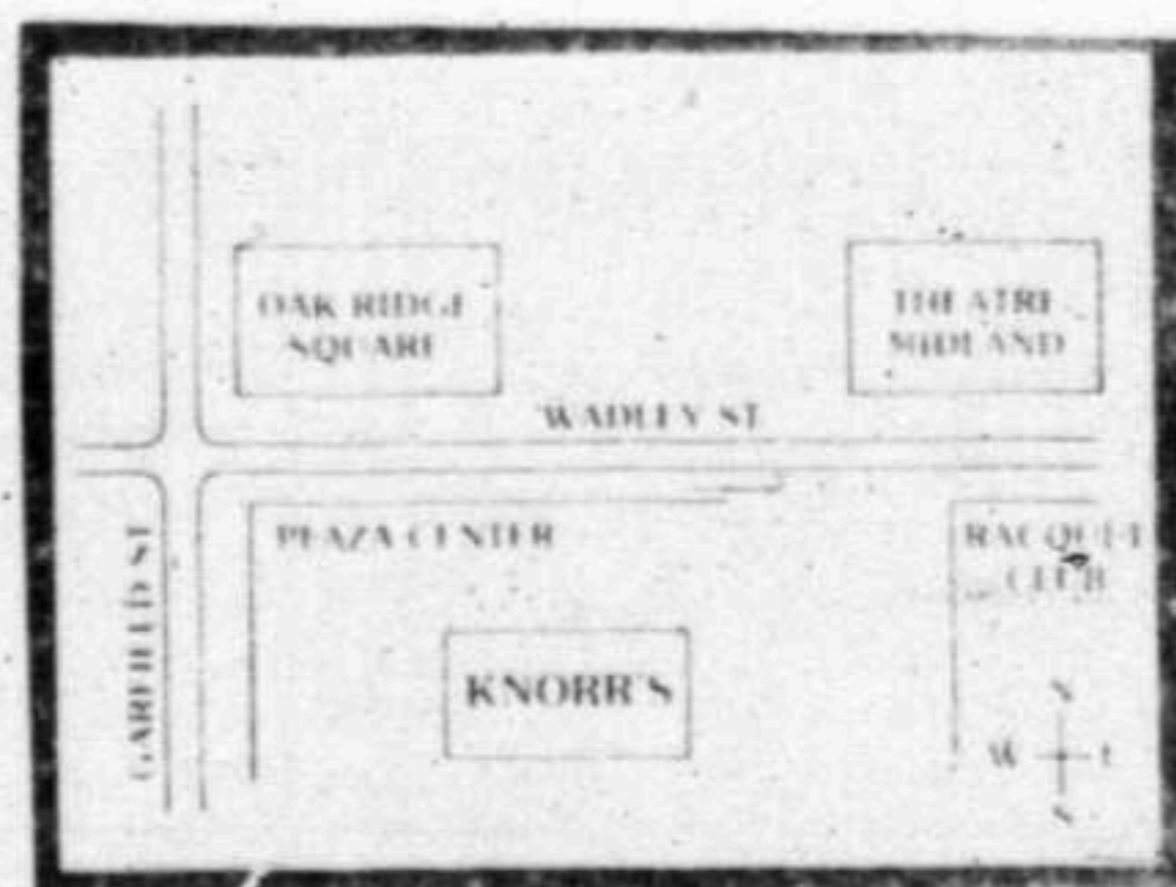 OAK RIDGE
SQUARE
THEATRE
MIDLAND
WADLEY ST.
GARFIELD ST
PLAZA CENTER
RACQUET
CLUB
KNORR'S
N
W E
S